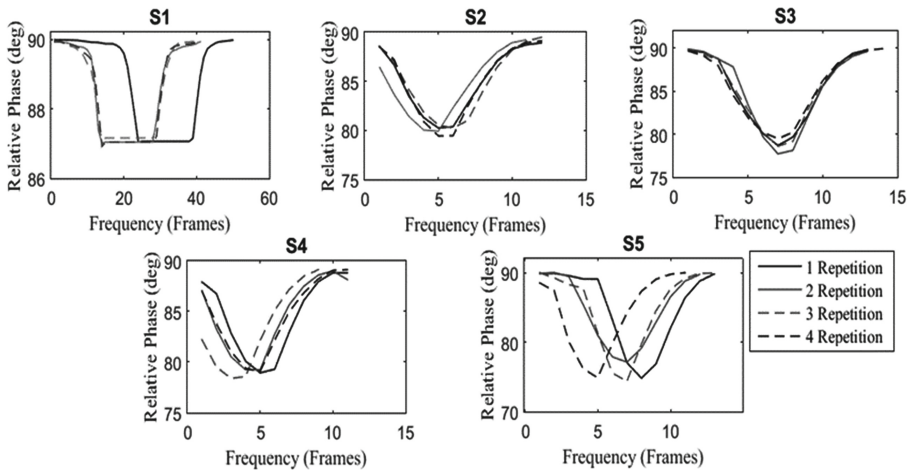 S1
Relative Phase (deg)
90
88
86
0 20 40 60
Frequency (Frames)
S2
Relative Phase (deg)
90
85
80
75
0 5 10 15
Frequency (Frames)
S3
Relative Phase (deg)
90
85
80
75
0 5 10 15
Frequency (Frames)
S4
Relative Phase (deg)
90
85
80
75
0 5 10 15
Frequency (Frames)
S5
Relative Phase (deg)
90
80
70
0 5 10
Frequency (Frames)
1 Repetition
2 Repetition
3 Repetition
4 Repetition